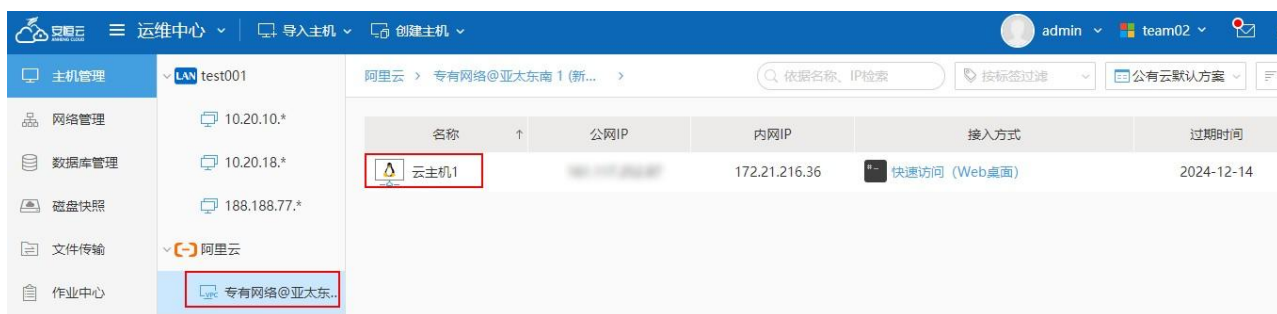 安恒云 运维中心 导入主机 创建主机 admin team02
主机管理
网络管理
数据库管理
磁盘快照
文件传输
作业中心
LAN test001
10.20.10.*
10.20.18.*
188.188.77.*
阿里云
专有网络@亚太东...
阿里云 > 专有网络@亚太东南 1 (新... >
依据名称、IP检索 按标签过滤 公有云默认方案
名称 ↑ 公网IP 内网IP 接入方式 过期时间
云主机1 172.21.216.36 快速访问（Web桌面） 2024-12-14